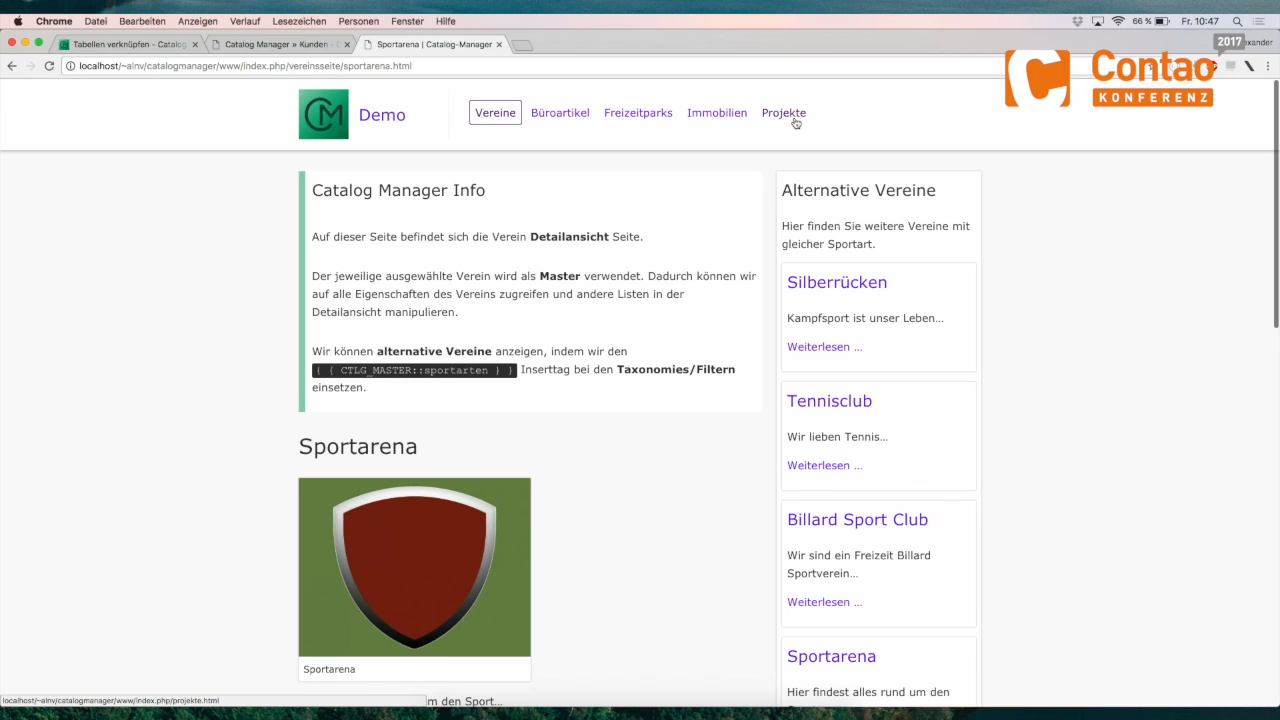 Chrome Datei Bearbeiten Anzeigen Verlauf Lesezeichen Personen Fenster Hilfe 66 % Fr. 10:47
Tabellen verknüpfen - Catalog × Catalog Manager » Kunden - × Sportarena | Catalog-Manager ×
2017
localhost/~alnv/catalogmanager/www/index.php/vereinsseite/sportarena.html
Contao
KONFERENZ
CM Demo Vereine Büroartikel Freizeitparks Immobilien Projekte
Catalog Manager Info
Auf dieser Seite befindet sich die Verein Detailansicht Seite.
Der jeweilige ausgewählte Verein wird als Master verwendet. Dadurch können wir
auf alle Eigenschaften des Vereins zugreifen und andere Listen in der
Detailansicht manipulieren.
Wir können alternative Vereine anzeigen, indem wir den
{ { CTLG_MASTER::sportarten } } Inserttag bei den Taxonomies/Filtern
einsetzen.
Sportarena
Sportarena
m den Sport...
Alternative Vereine
Hier finden Sie weitere Vereine mit
gleicher Sportart.
Silberrücken
Kampfsport ist unser Leben...
Weiterlesen ...
Tennisclub
Wir lieben Tennis...
Weiterlesen ...
Billard Sport Club
Wir sind ein Freizeit Billard
Sportverein...
Weiterlesen ...
Sportarena
Hier findest alles rund um den
localhost/~alnv/catalogmanager/www/index.php/projekte.html